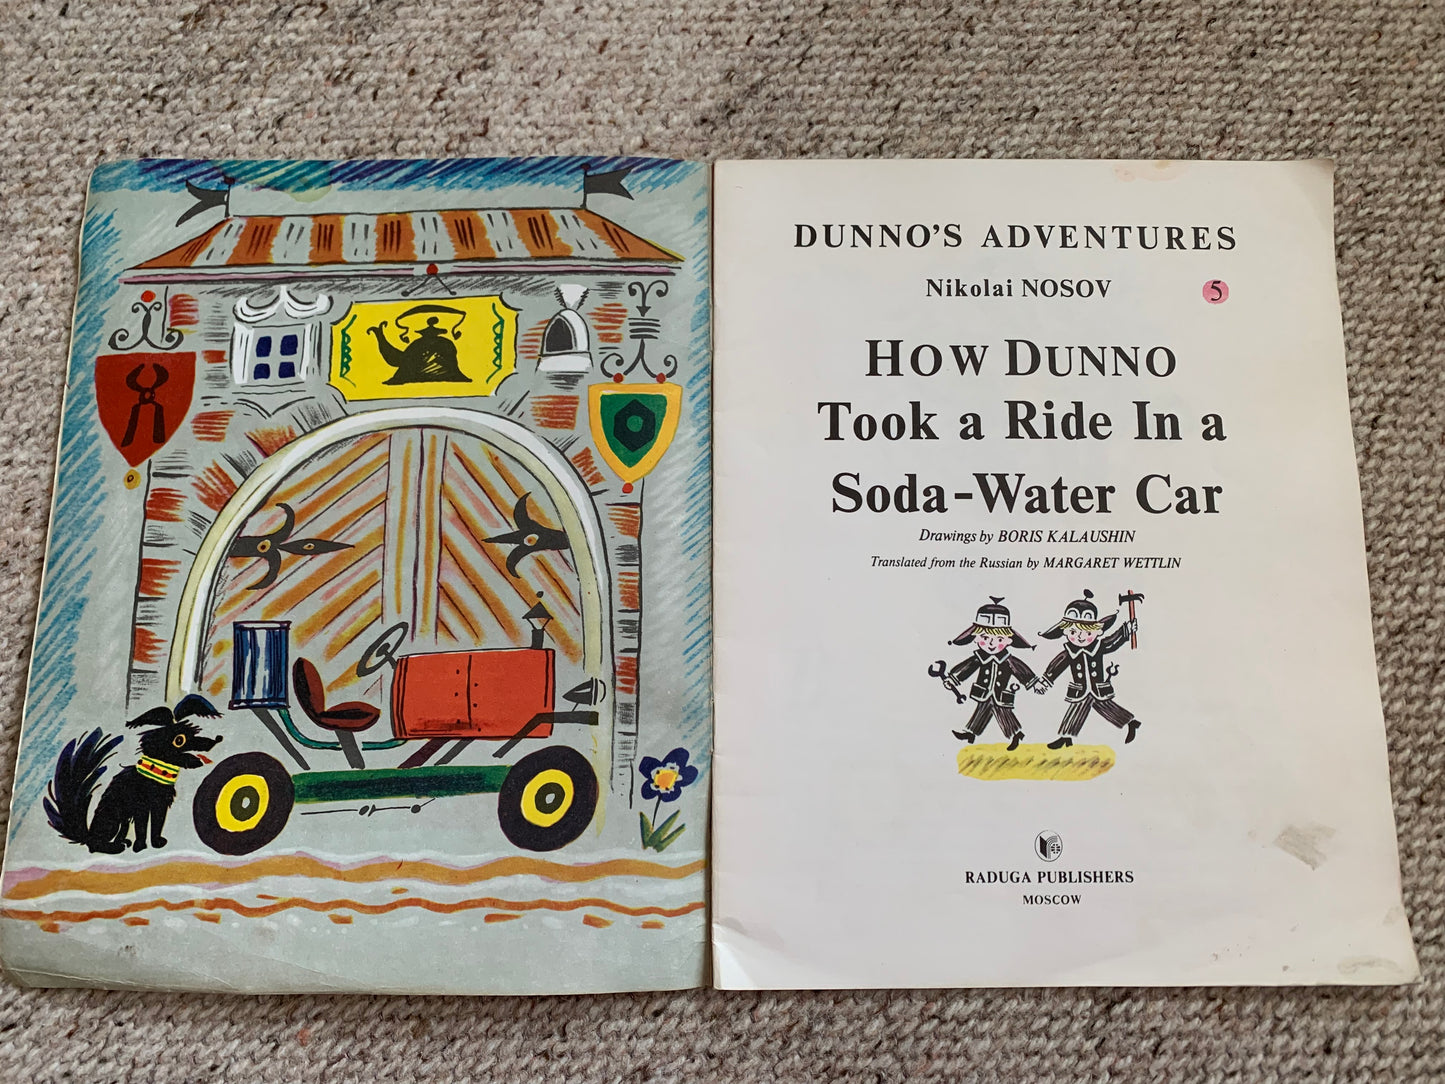 DUNNO'S ADVENTURES
Nikolai NOSOV
5
HOW DUNNO
Took a Ride In a
Soda-Water Car
Drawings by BORIS KALAUSHIN
Translated from the Russian by MARGARET WETTLIN
RADUGA PUBLISHERS
MOSCOW